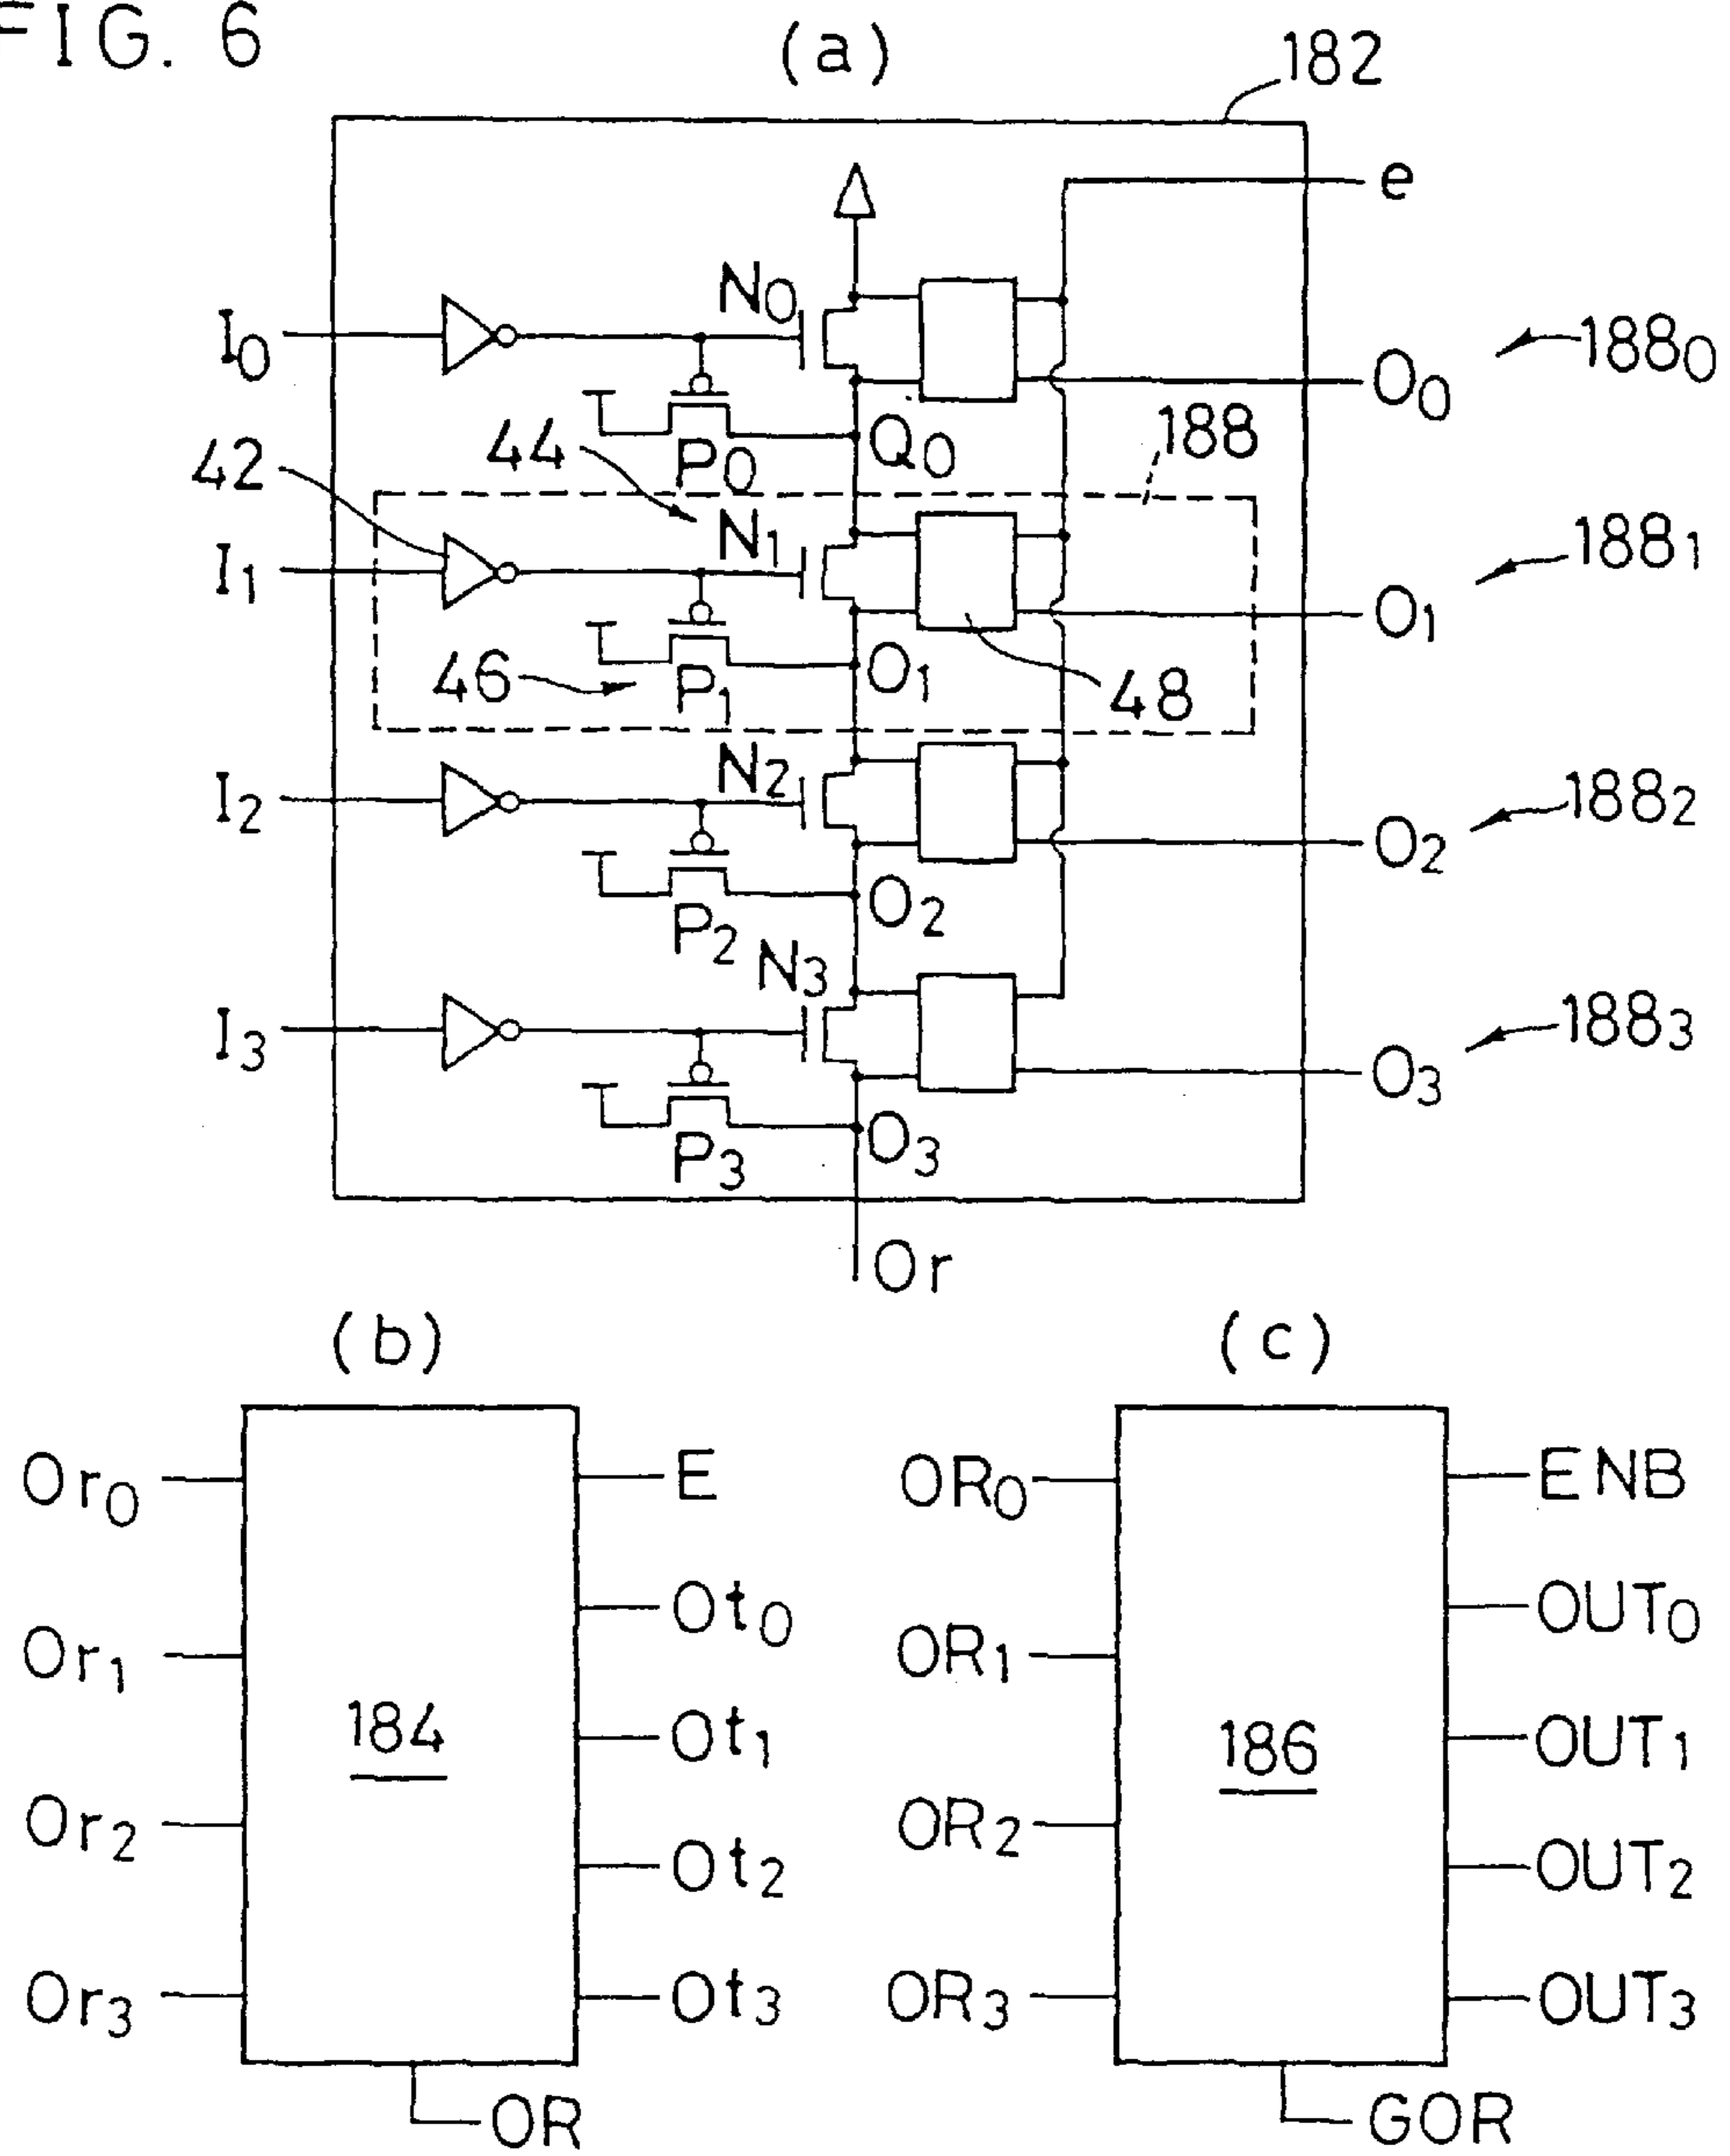 FIG. 6
(a)
182
e
N0
I0
O0
1880
44
P0
Q0
188
42
N1
I1
1881
O1
46
P1
O1
48
N2
I2
1882
O2
P2
O2
N3
I3
1883
O3
P3
O3
Or
(b)
Or0
Or1
Or2
Or3
184
E
Ot0
Ot1
Ot2
Ot3
OR
(c)
OR0
OR1
OR2
OR3
186
ENB
OUT0
OUT1
OUT2
OUT3
GOR